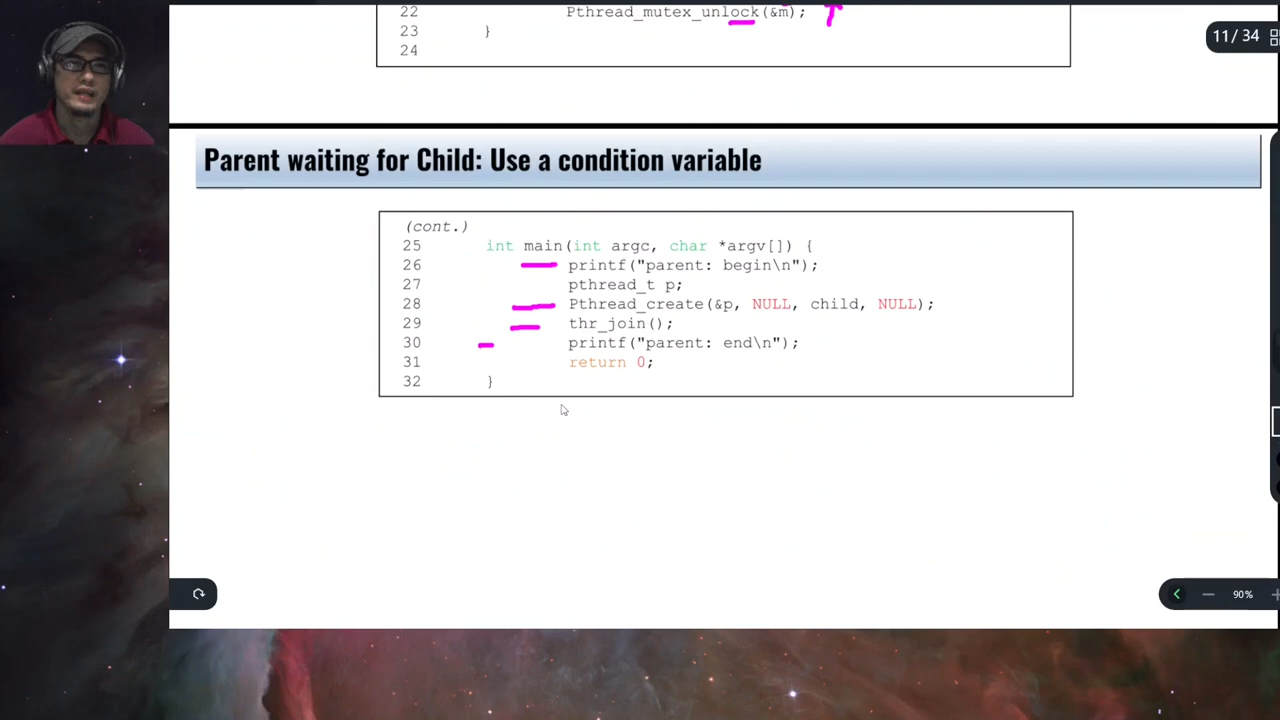 22 Pthread_mutex_unlock(&m);
23 }
24
11 / 34
Parent waiting for Child: Use a condition variable
(cont.)
25 int main(int argc, char *argv[]) {
26 printf("parent: begin\n");
27 pthread_t p;
28 Pthread_create(&p, NULL, child, NULL);
29 thr_join();
30 printf("parent: end\n");
31 return 0;
32 }
90%